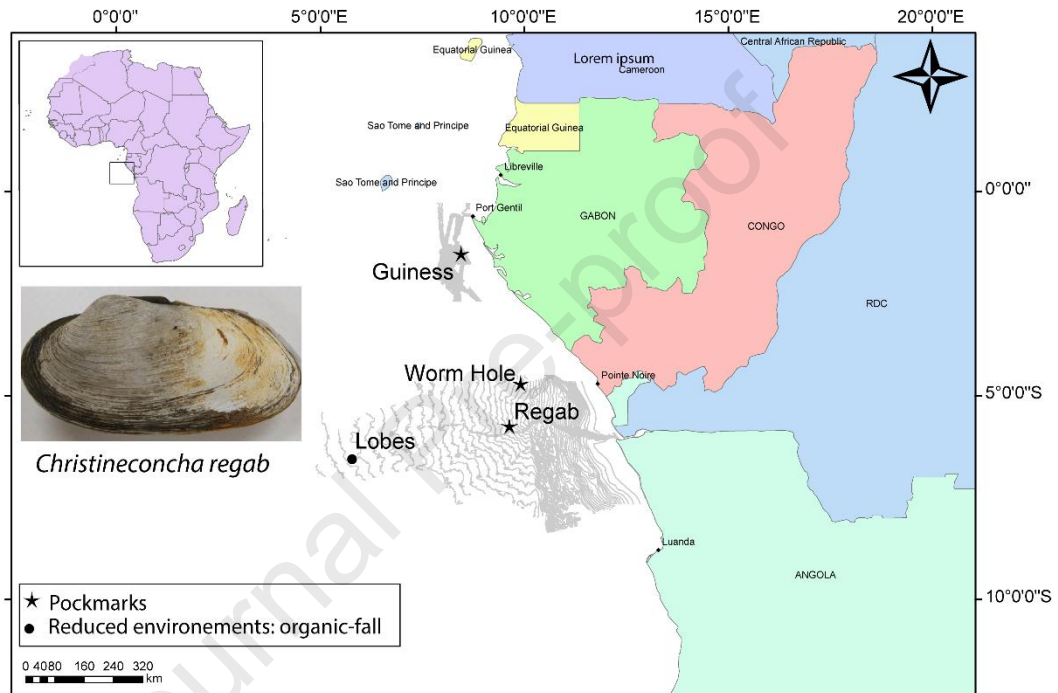 0°0'0"E
5°0'0"E
10°0'0"E
15°0'0"E
20°0'0"E
Equatorial Guinea
Lorem ipsum
Cameroon
Central African Republic
Sao Tome and Principe
Equatorial Guinea
Libreville
Sao Tome and Principe
0°0'0"
Port Gentil
GABON
CONGO
Guiness
RDC
Worm Hole
Pointe Noire
5°0'0"S
Regab
Lobes
Christineconcha regab
Luanda
ANGOLA
Pockmarks
10°0'0"S
Reduced environements: organic-fall
0 40 80 160 240 320
km
Journal Pre-proof